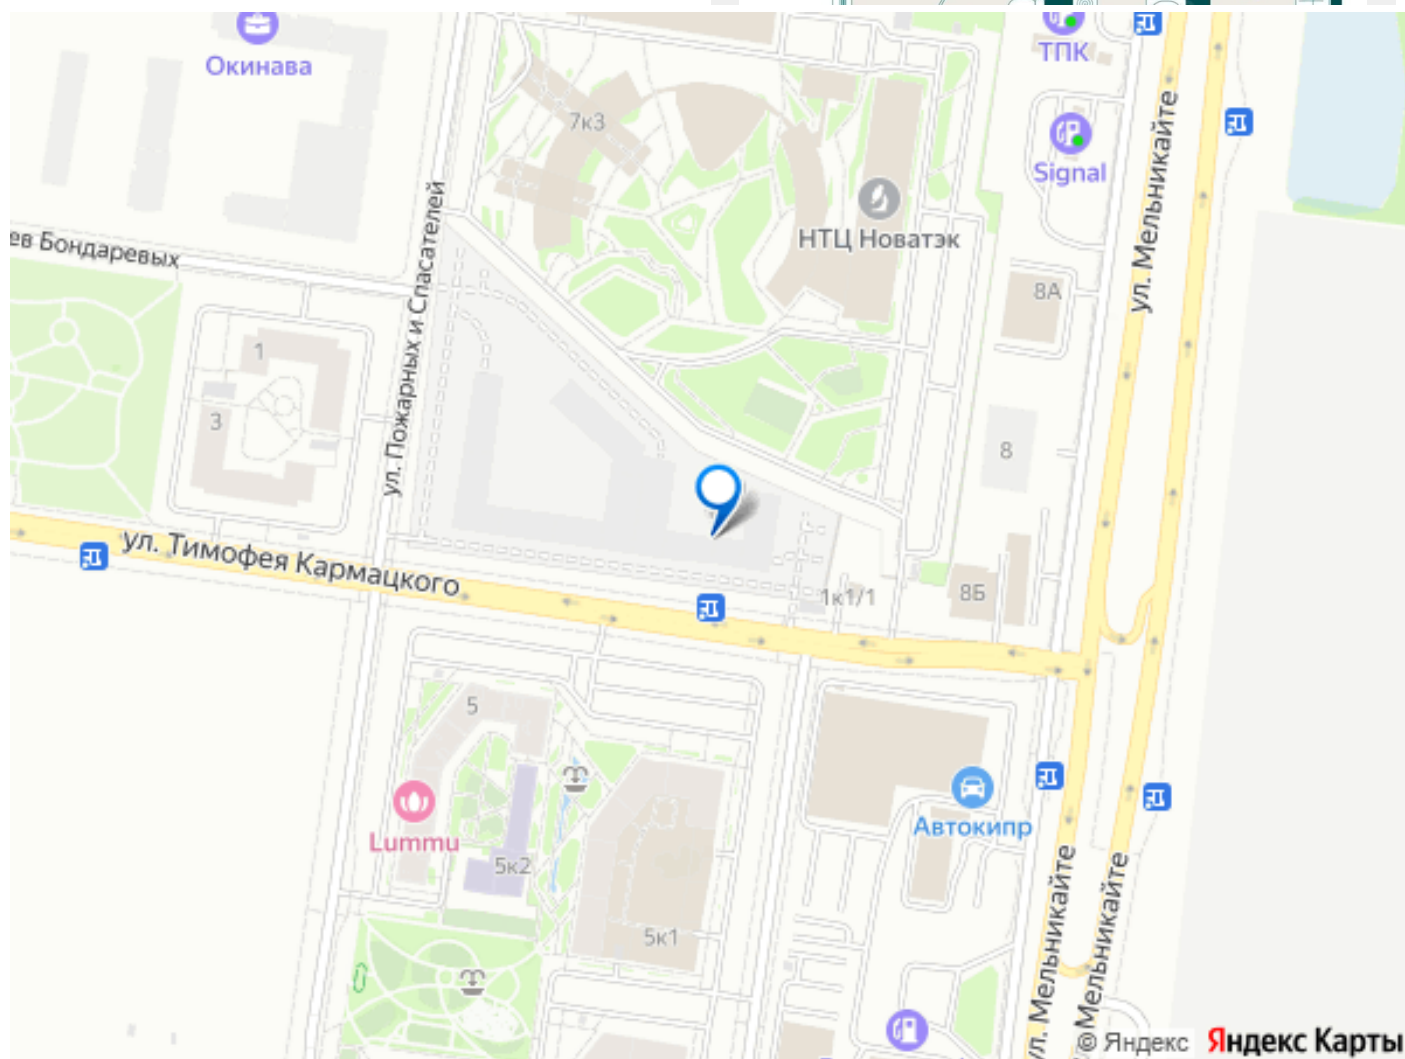 Окинава
ТПК
7к3
Signal
ул. Мельникайте
НТЦ Новатэк
ев Бондаревых
ул. Пожарных и Спасателей
8А
1
3
8
ул. Тимофея Кармацкого
1к1/1
8Б
5
Lummu
5к2
Автокипр
5к1
ул. Мельникайте
Мельникайте
© Яндекс Яндекс Карты